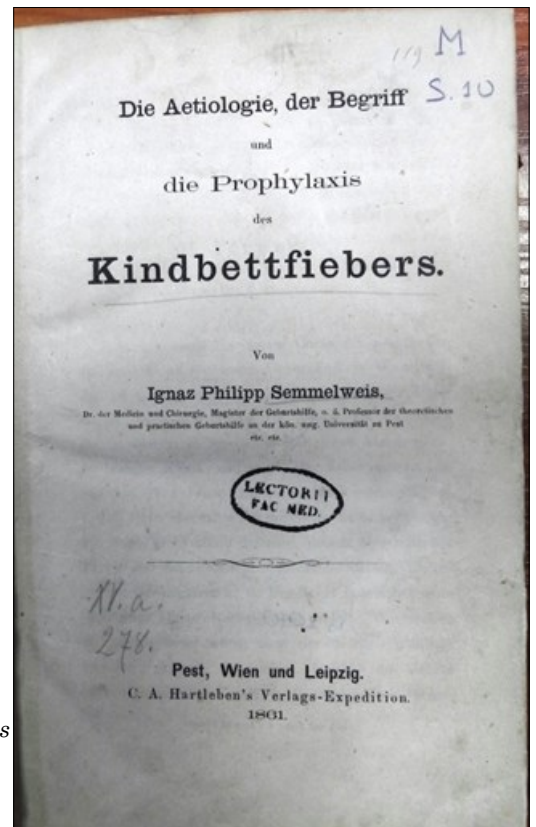 119 M
S. 10
Die Aetiologie, der Begriff
und
die Prophylaxis
des
Kindbettfiebers.
Von
Ignaz Philipp Semmelweis,
Dr. der Medicin und Chirurgie, Magister der Geburtshilfe, o. ö. Professor der theoretischen
und practischen Geburtshilfe an der kön. ung. Universität zu Pest
etc. etc.
LECTORII
FAC MED.
XI. a.
278.
Pest, Wien und Leipzig.
C. A. Hartleben's Verlags-Expedition.
1861.
s